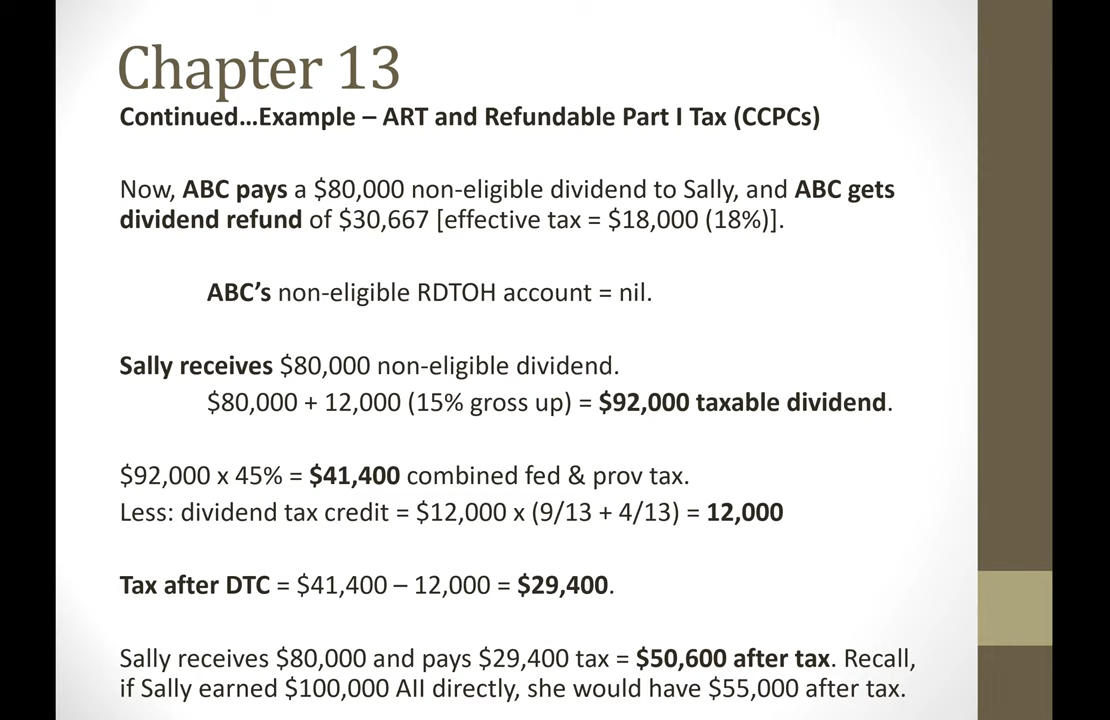 Chapter 13
Continued…Example – ART and Refundable Part I Tax (CCPCs)
Now, ABC pays a $80,000 non-eligible dividend to Sally, and ABC gets
dividend refund of $30,667 [effective tax = $18,000 (18%)].
ABC’s non-eligible RDTOH account = nil.
Sally receives $80,000 non-eligible dividend.
$80,000 + 12,000 (15% gross up) = $92,000 taxable dividend.
$92,000 x 45% = $41,400 combined fed & prov tax.
Less: dividend tax credit = $12,000 x (9/13 + 4/13) = 12,000
Tax after DTC = $41,400 – 12,000 = $29,400.
Sally receives $80,000 and pays $29,400 tax = $50,600 after tax. Recall,
if Sally earned $100,000 AII directly, she would have $55,000 after tax.